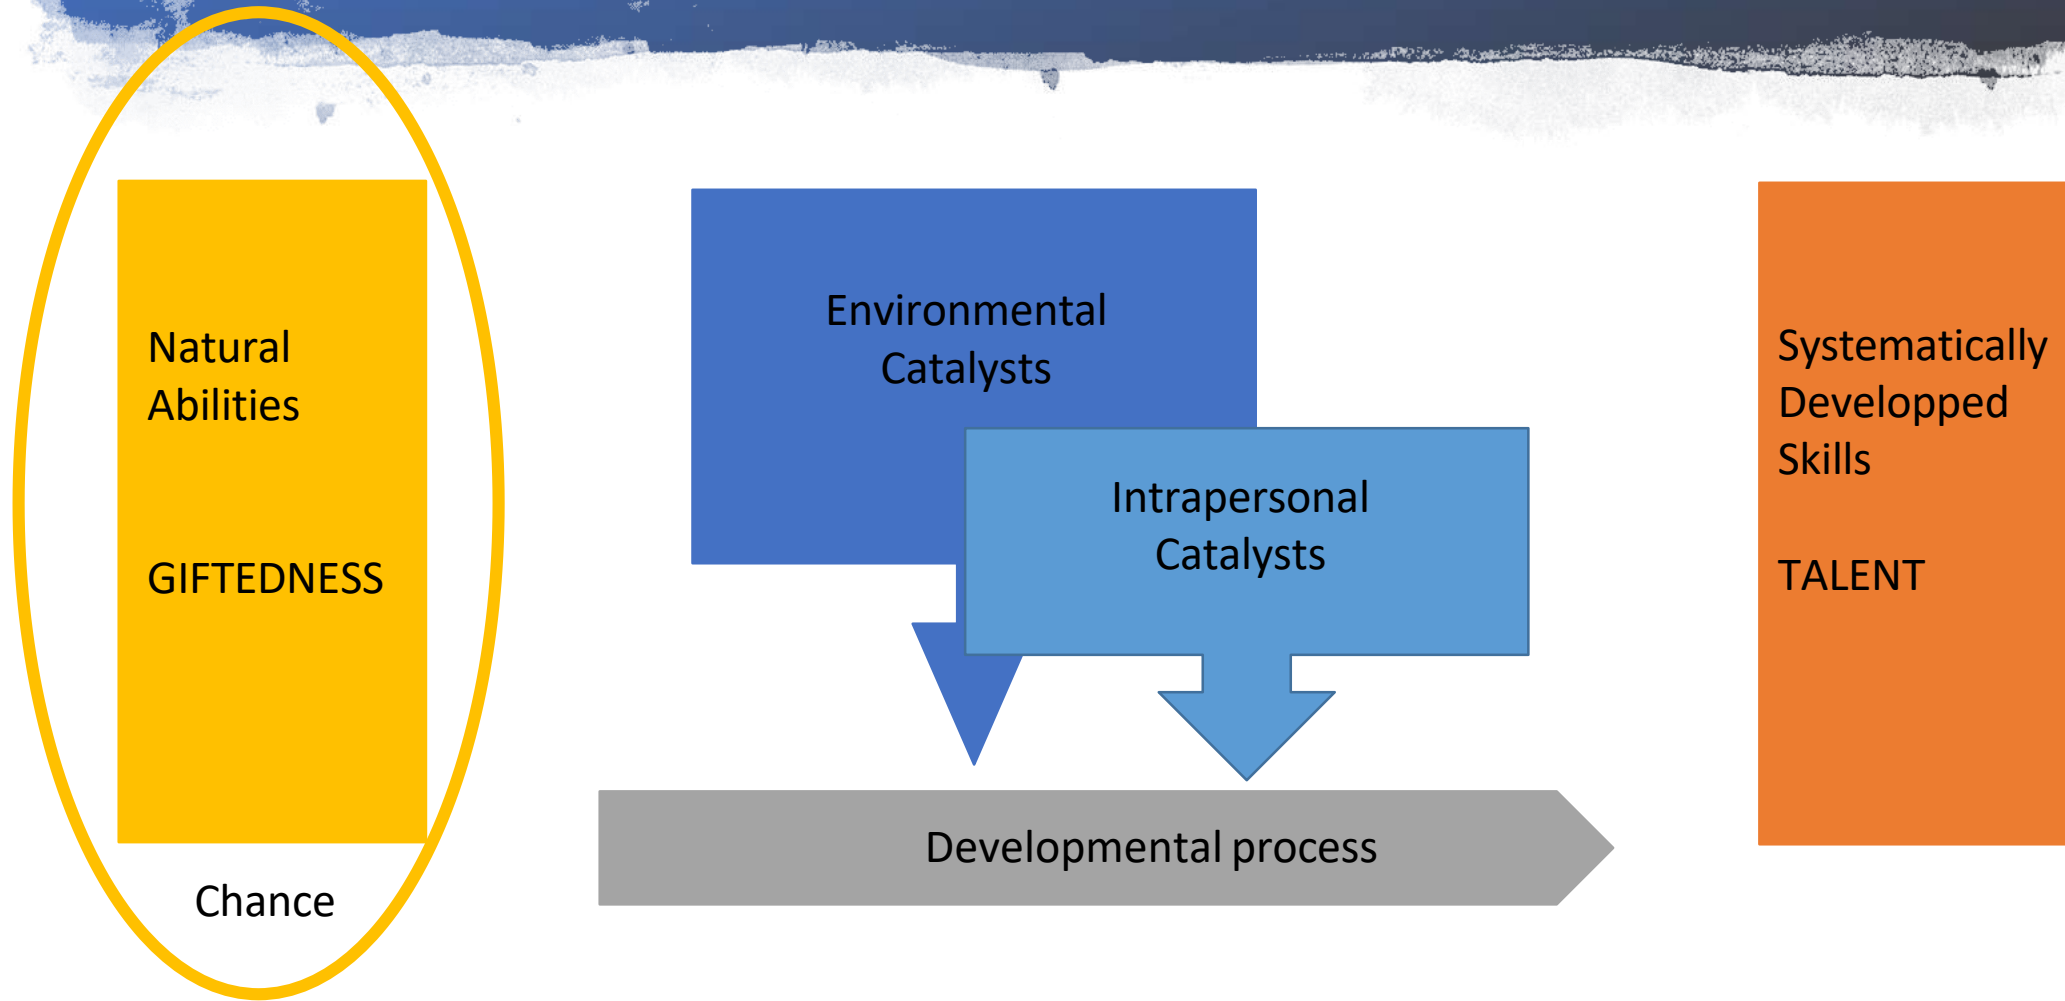 Natural
Abilities
GIFTEDNESS
Chance
Environmental
Catalysts
Intrapersonal
Catalysts
Developmental process
Systematically
Developped
Skills
TALENT